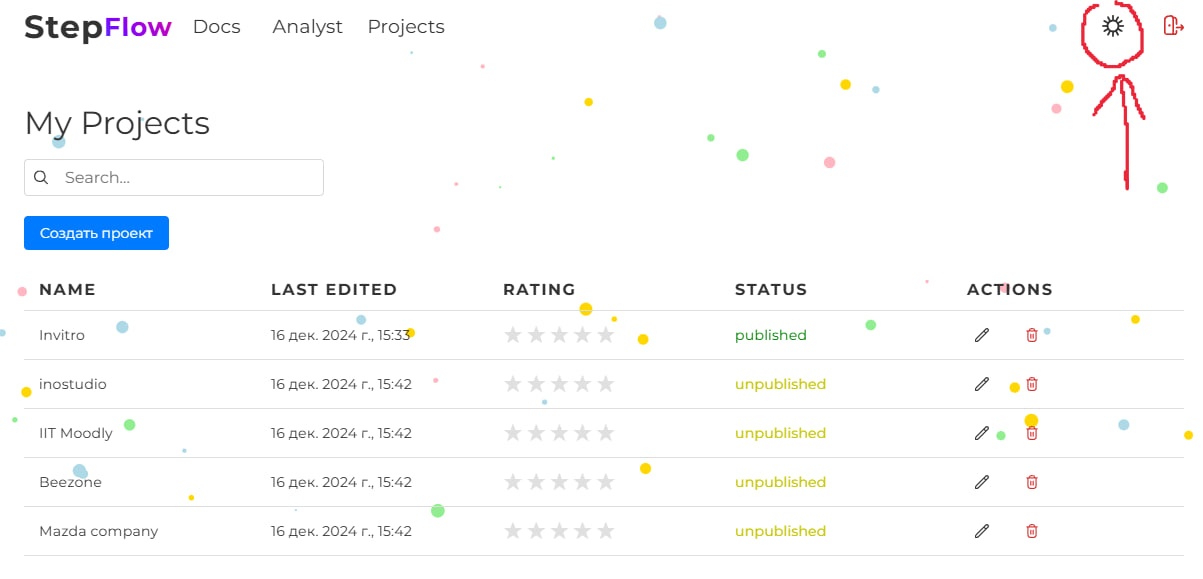 StepFlow Docs Analyst Projects
My Projects
Search...
Создать проект
NAME LAST EDITED RATING STATUS ACTIONS
Invitro 16 дек. 2024 г., 15:33 published
inostudio 16 дек. 2024 г., 15:42 unpublished
IIT Moodly 16 дек. 2024 г., 15:42 unpublished
Beezone 16 дек. 2024 г., 15:42 unpublished
Mazda company 16 дек. 2024 г., 15:42 unpublished